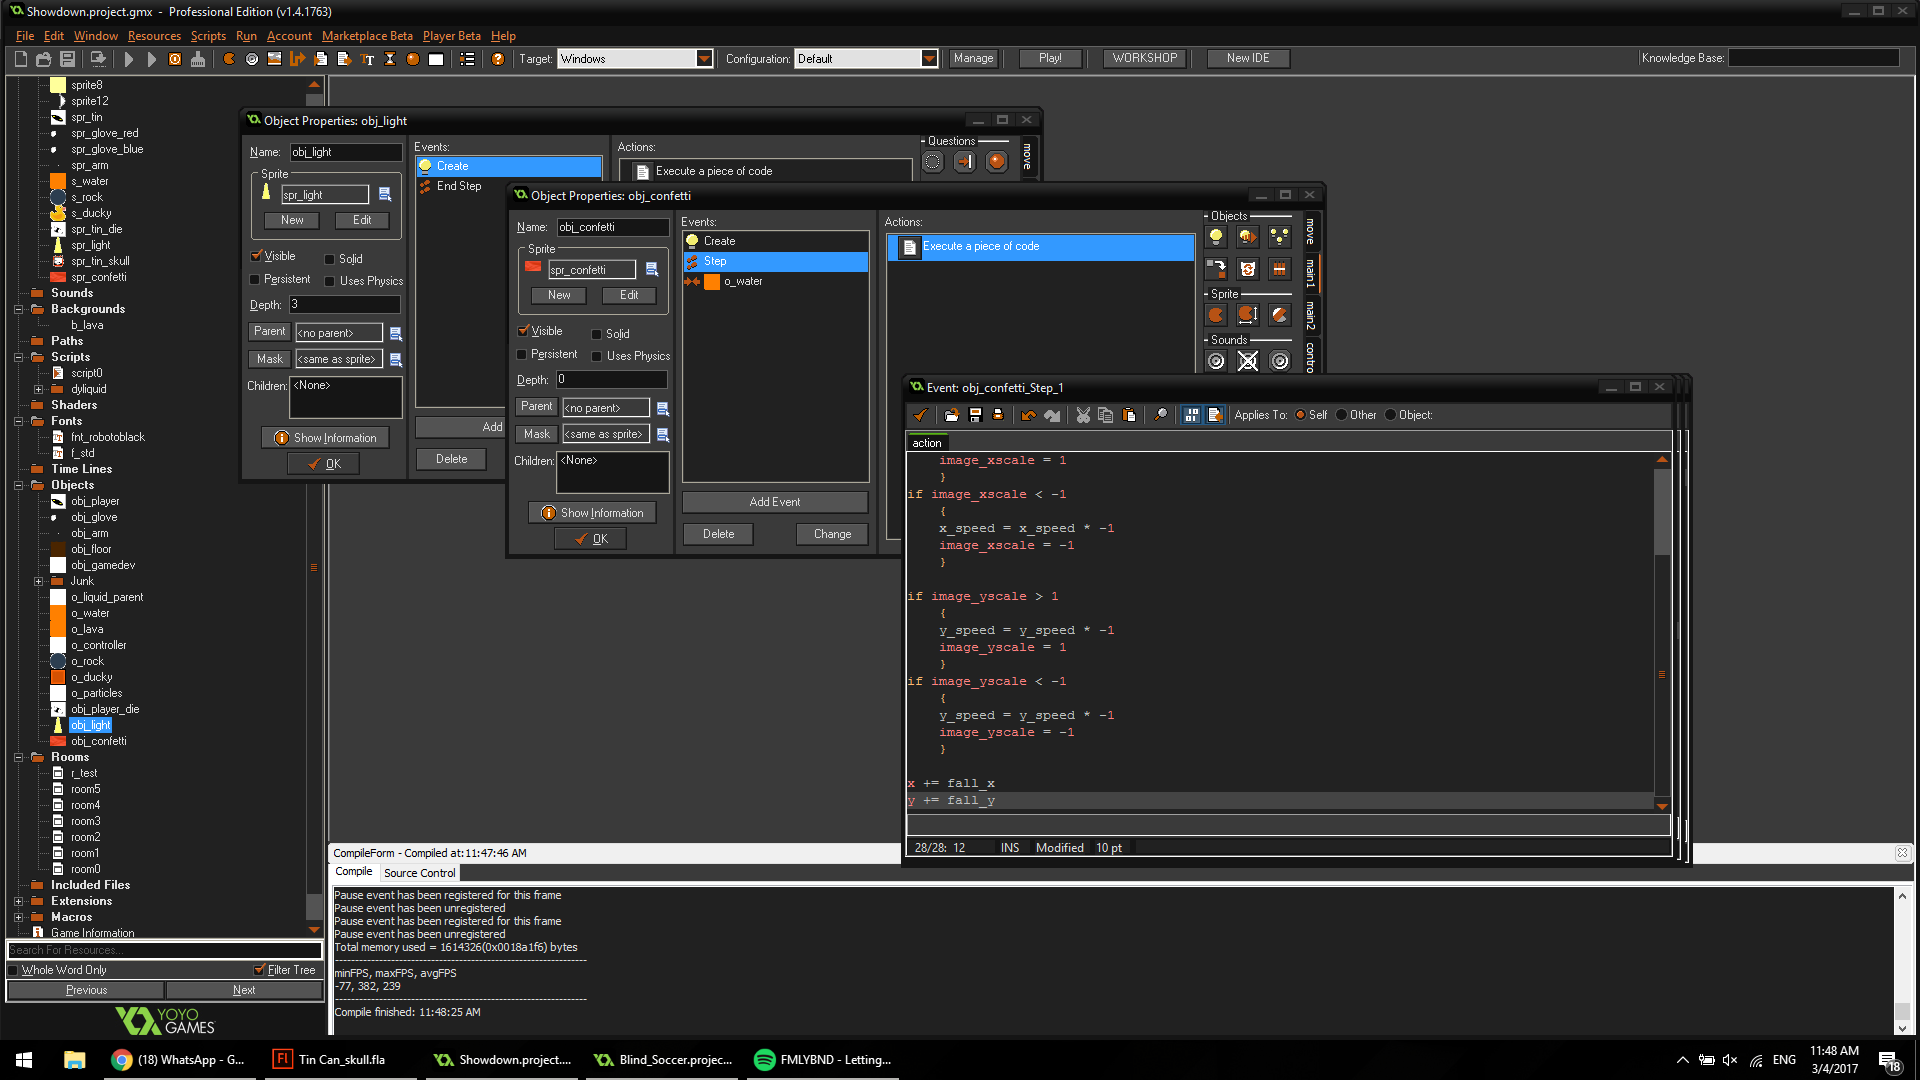 Showdown.project.gmx - Professional Edition (v1.4.1763)
File Edit Window Resources Scripts Run Account Marketplace Beta Player Beta Help
Target: Windows Configuration: Default Manage Play! WORKSHOP New IDE Knowledge Base:
sprite8
sprite12
spr_tin
spr_glove_red
spr_glove_blue
spr_arm
s_water
s_rock
s_ducky
spr_tin_die
spr_light
spr_tin_skull
spr_confetti
Sounds
Backgrounds
b_lava
Paths
Scripts
script0
dyliquid
Shaders
Fonts
fnt_robotoblack
f_std
Time Lines
Objects
obj_player
obj_glove
obj_arm
obj_floor
obj_gamedev
Junk
o_liquid_parent
o_water
o_lava
o_controller
o_rock
o_ducky
o_particles
obj_player_die
obj_light
obj_confetti
Rooms
r_test
room5
room4
room3
room2
room1
room0
Included Files
Extensions
Macros
Game Information
Search For Resources...
Whole Word Only Filter Tree
Previous Next
YOYO
GAMES
Object Properties: obj_light
Name: obj_light
Sprite
spr_light
New Edit
Visible Solid
Persistent Uses Physics
Depth: 3
Parent <no parent>
Mask <same as sprite>
Children: <None>
Show Information
OK
Events:
Create
End Step
Add
Delete
Actions:
Execute a piece of code
Questions
move
Object Properties: obj_confetti
Name: obj_confetti
Sprite
spr_confetti
New Edit
Visible Solid
Persistent Uses Physics
Depth: 0
Parent <no parent>
Mask <same as sprite>
Children: <None>
Show Information
OK
Events:
Create
Step
o_water
Add Event
Delete Change
Actions:
Execute a piece of code
Objects
Sprite
Sounds
move
main1
main2
contro
Event: obj_confetti_Step_1
Applies To: Self Other Object:
action
image_xscale = 1
}
if image_xscale < -1
{
x_speed = x_speed * -1
image_xscale = -1
}
if image_yscale > 1
{
y_speed = y_speed * -1
image_yscale = 1
}
if image_yscale < -1
{
y_speed = y_speed * -1
image_yscale = -1
}
x += fall_x
y += fall_y
28/28: 12 INS Modified 10 pt
CompileForm - Compiled at:11:47:46 AM
Compile Source Control
Pause event has been registered for this frame
Pause event has been unregistered
Pause event has been registered for this frame
Pause event has been unregistered
Total memory used = 1614326(0x0018a1f6) bytes
minFPS, maxFPS, avgFPS
-77, 382, 239
Compile finished: 11:48:25 AM
(18) WhatsApp - G... Tin Can_skull.fla Showdown.project.... Blind_Soccer.projec... FMLYBND - Letting...
ENG
11:48 AM
3/4/2017
18